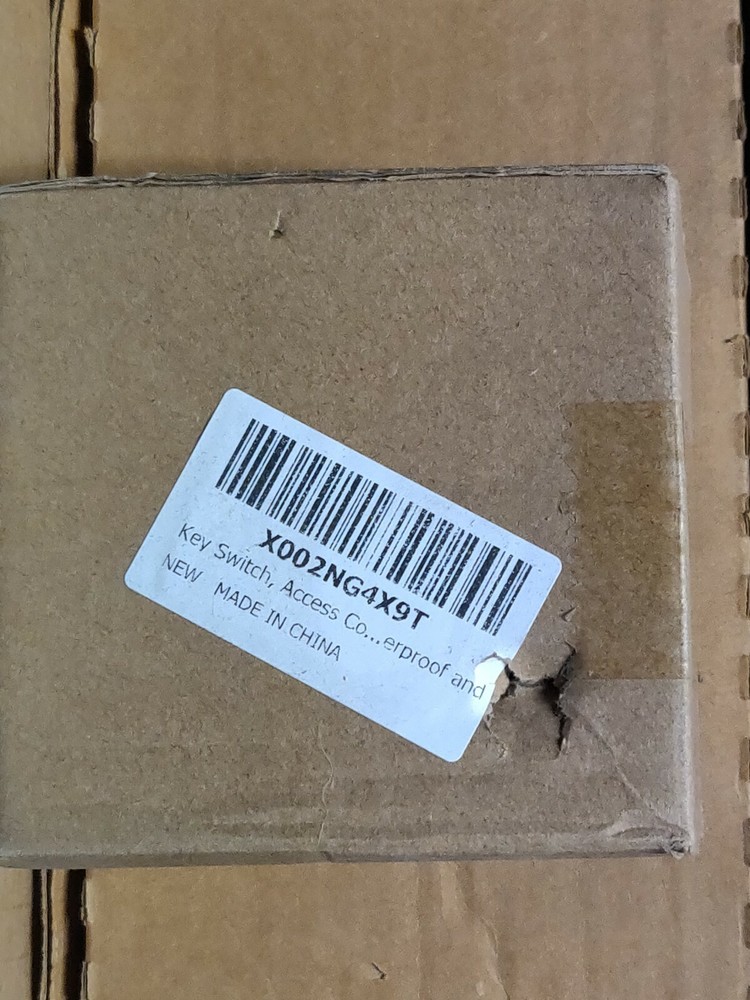 X002NG4X9T
Key Switch, Access Co...erproof and
NEW MADE IN CHINA